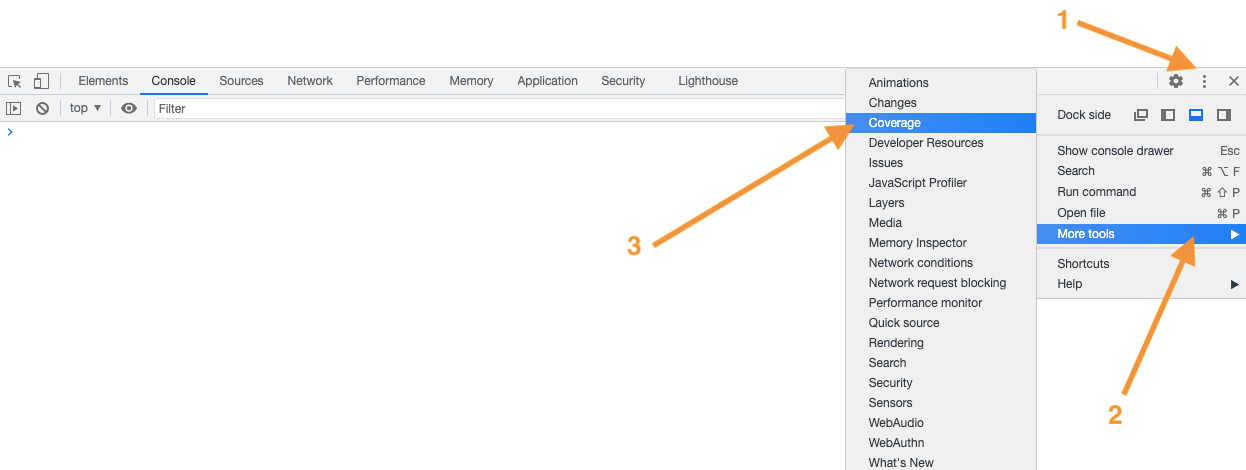 1
Elements Console Sources Network Performance Memory Application Security Lighthouse
top ▼ Filter
Animations
Changes
Coverage
Developer Resources
Issues
JavaScript Profiler
Layers
Media
Memory Inspector
Network conditions
Network request blocking
Performance monitor
Quick source
Rendering
Search
Security
Sensors
WebAudio
WebAuthn
What's New
Dock side
Show console drawer Esc
Search ⌘ ⌥ F
Run command ⌘ ⇧ P
Open file ⌘ P
More tools ▶
Shortcuts
Help ▶
3
2